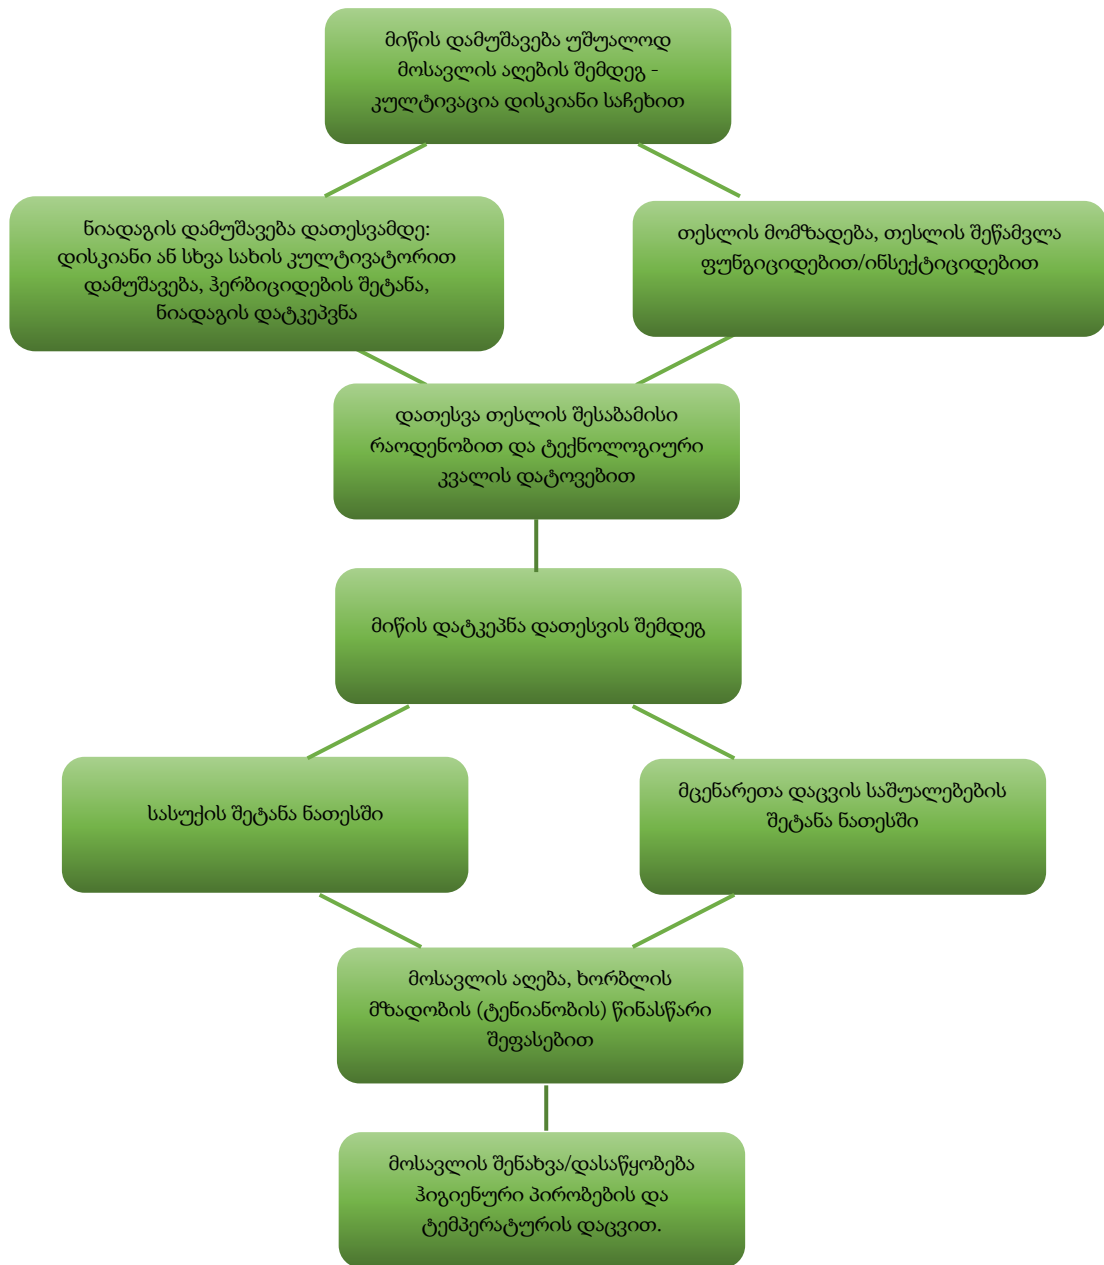 მიწის დამუშავება უშუალოდ
მოსავლის აღების შემდეგ -
კულტივაცია დისკიანი საჩეხით
ნიადაგის დამუშავება დათესვამდე:
დისკიანი ან სხვა სახის კულტივატორით
დამუშავება, ჰერბიციდების შეტანა,
ნიადაგის დატკეპვნა
თესლის მომზადება, თესლის შეწამვლა
ფუნგიციდებით/ინსექტიციდებით
დათესვა თესლის შესაბამისი
რაოდენობით და ტექნოლოგიური
კვალის დატოვებით
მიწის დატკეპნა დათესვის შემდეგ
სასუქის შეტანა ნათესში
მცენარეთა დაცვის საშუალებების
შეტანა ნათესში
მოსავლის აღება, ხორბლის
მზადობის (ტენიანობის) წინასწარი
შეფასებით
მოსავლის შენახვა/დასაწყობება
ჰიგიენური პირობების და
ტემპერატურის დაცვით.